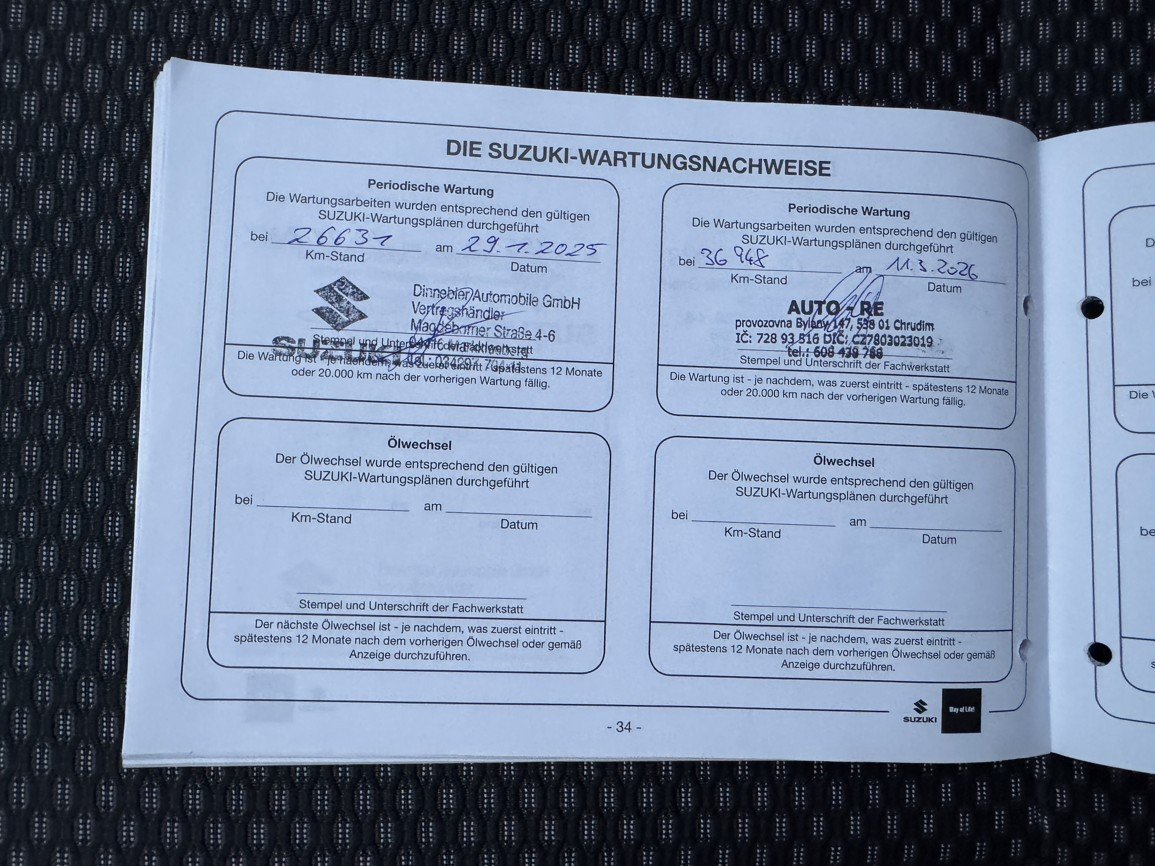 DIE SUZUKI-WARTUNGSNACHWEISE
Periodische Wartung
Die Wartungsarbeiten wurden entsprechend den gültigen
SUZUKI-Wartungsplänen durchgeführt
bei 26631 am 29.1.2025
Km-Stand Datum
Dinnebier Automobile GmbH
Vertragshändler
Magdeborner Straße 4-6
SUZUKI
Stempel und Unterschrift der Fachwerkstatt
Die Wartung ist - je nachdem, was zuerst eintritt - spätestens 12 Monate
oder 20.000 km nach der vorherigen Wartung fällig.
Periodische Wartung
Die Wartungsarbeiten wurden entsprechend den gültigen
SUZUKI-Wartungsplänen durchgeführt
bei 36948 am 11.3.2026
Km-Stand Datum
AUTO RE
provozovna Bylany 147, 538 01 Chrudim
IČ: 728 93 516 DIČ: CZ7803023019
tel.:
Stempel und Unterschrift der Fachwerkstatt
Die Wartung ist - je nachdem, was zuerst eintritt - spätestens 12 Monate
oder 20.000 km nach der vorherigen Wartung fällig.
Ölwechsel
Der Ölwechsel wurde entsprechend den gültigen
SUZUKI-Wartungsplänen durchgeführt
bei am
Km-Stand Datum
Stempel und Unterschrift der Fachwerkstatt
Der nächste Ölwechsel ist - je nachdem, was zuerst eintritt -
spätestens 12 Monate nach dem vorherigen Ölwechsel oder gemäß
Anzeige durchzuführen.
Ölwechsel
Der Ölwechsel wurde entsprechend den gültigen
SUZUKI-Wartungsplänen durchgeführt
bei am
Km-Stand Datum
Stempel und Unterschrift der Fachwerkstatt
Der Ölwechsel ist - je nachdem, was zuerst eintritt -
spätestens 12 Monate nach dem vorherigen Ölwechsel oder gemäß
Anzeige durchzuführen.
SUZUKI
Way of Life!
- 34 -
bei
Die